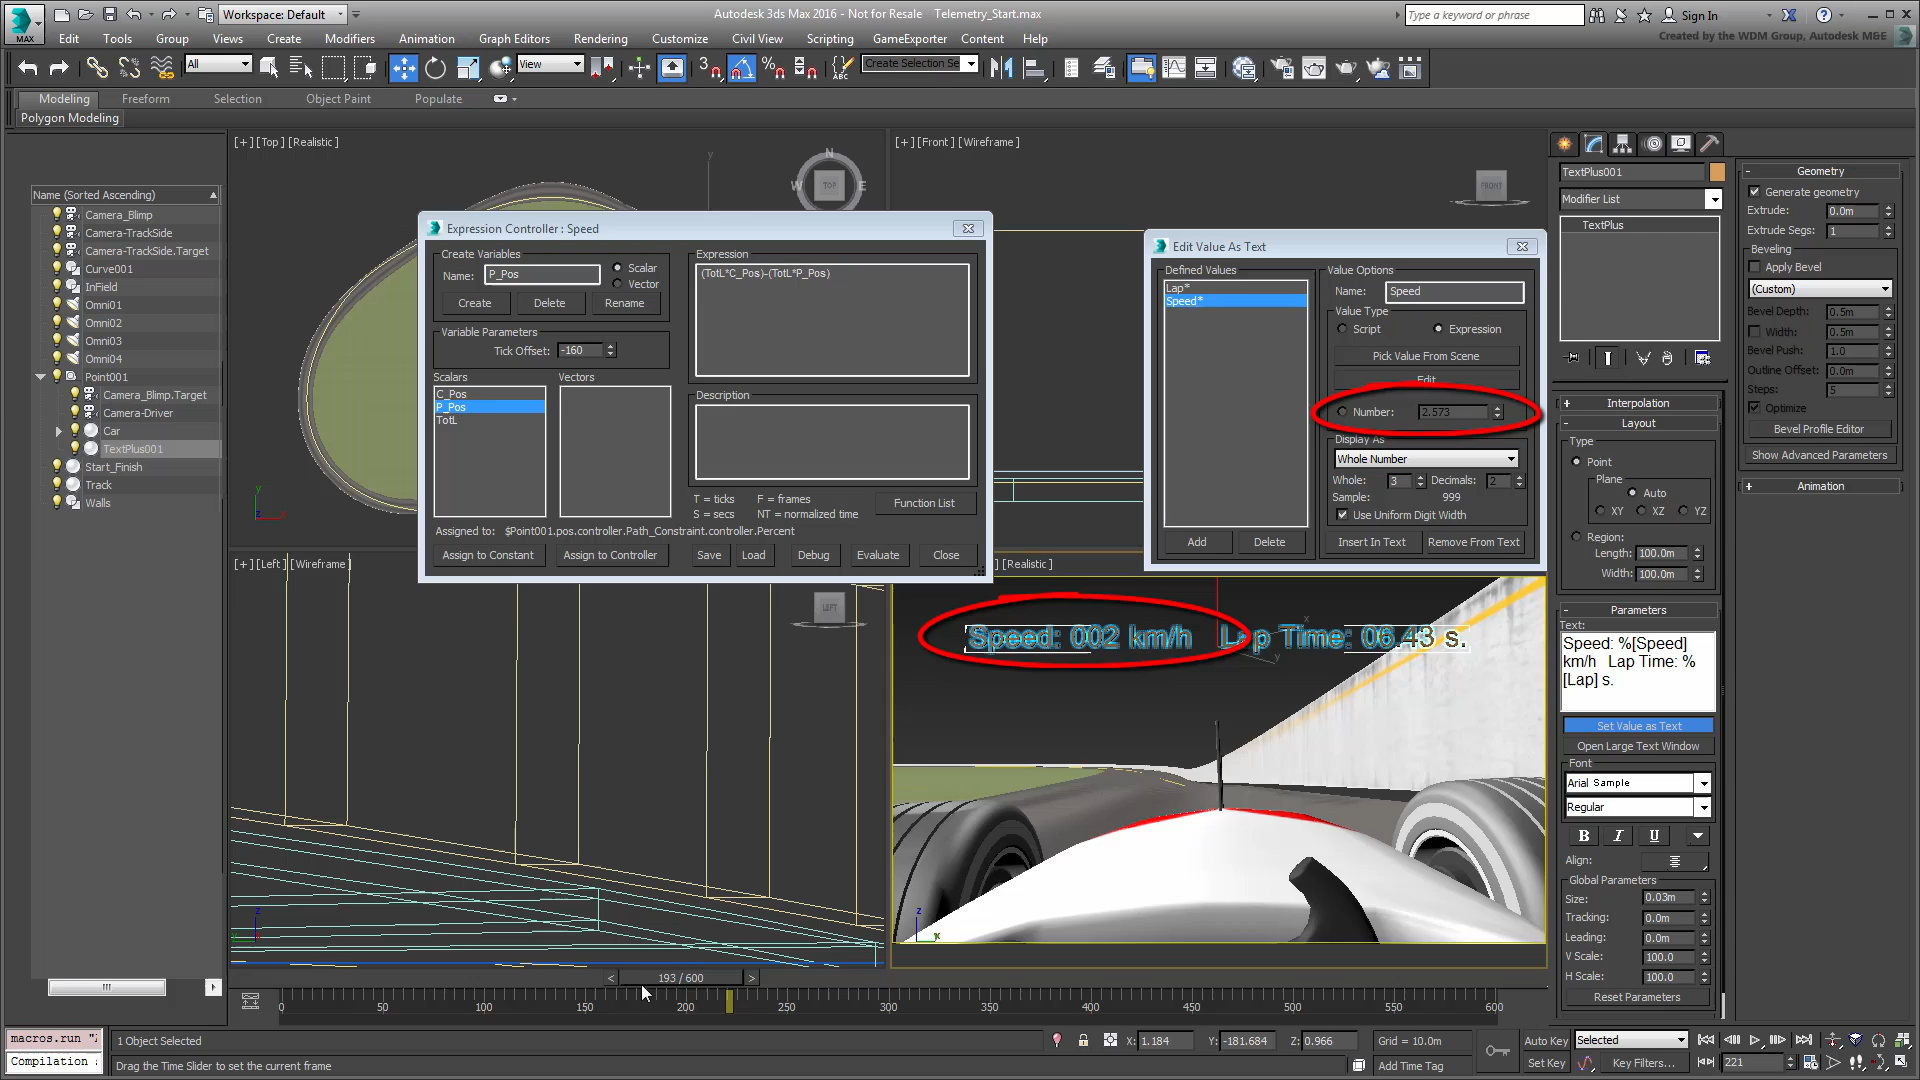 Workspace: Default
Autodesk 3ds Max 2016 - Not for Resale Telemetry_Start.max
Type a keyword or phrase
Sign In
MAX
Edit Tools Group Views Create Modifiers Animation Graph Editors Rendering Customize Civil View Scripting GameExporter Content Help
Created by the WDM Group, Autodesk M&E
All
View
3
Create Selection Se
Modeling Freeform Selection Object Paint Populate
Polygon Modeling
Name (Sorted Ascending)
Camera_Blimp
Camera-TrackSide
Camera-TrackSide.Target
Curve001
InField
Omni01
Omni02
Omni03
Omni04
Point001
Camera_Blimp.Target
Camera-Driver
Car
TextPlus001
Start_Finish
Track
Walls
[+] [Top] [Realistic]
N
W TOP E
y
[+] [Front] [Wireframe]
FRONT
Expression Controller : Speed
Create Variables
Name: P_Pos
Scalar
Vector
Create Delete Rename
Variable Parameters
Tick Offset: -160
Scalars Vectors
C_Pos
P_Pos
TotL
Expression
(TotL*C_Pos)-(TotL*P_Pos)
Description
T = ticks F = frames
S = secs NT = normalized time
Function List
Assigned to: $Point001.pos.controller.Path_Constraint.controller.Percent
Assign to Constant Assign to Controller Save Load Debug Evaluate Close
Edit Value As Text
Defined Values
Lap*
Speed*
Add Delete
Value Options
Name: Speed
Value Type
Script Expression
Pick Value From Scene
Edit
Number: 2.573
Display As
Whole Number
Whole: 3 Decimals: 2
Sample: 999
Use Uniform Digit Width
Insert In Text Remove From Text
[+] [Left] [Wireframe]
LEFT
] [Realistic]
Speed: 002 km/h Lap Time: 06.43 s.
TextPlus001
Modifier List
TextPlus
Interpolation
Layout
Type
Point
Plane
Auto
XY XZ YZ
Region:
Length: 100.0m
Width: 100.0m
Parameters
Text:
Speed: %[Speed]
km/h Lap Time: %
[Lap] s.
Set Value as Text
Open Large Text Window
Font
Arial Sample
Regular
B I U
Align:
Global Parameters
Size: 0.03m
Tracking: 0.0m
Leading: 0.0m
V Scale: 100.0
H Scale: 100.0
Reset Parameters
Geometry
Generate geometry
Extrude: 0.0m
Extrude Segs: 1
Beveling
Apply Bevel
(Custom)
Bevel Depth: 0.5m
Width: 0.5m
Bevel Push: 1.0
Outline Offset: 0.0m
Steps: 5
Optimize
Bevel Profile Editor
Show Advanced Parameters
Animation
< 193 / 600 >
0 50 100 150 200 250 300 350 400 450 500 550 600
macros.run "
Compilation
1 Object Selected
Drag the Time Slider to set the current frame
X: 1.184 Y: -181.684 Z: 0.966 Grid = 10.0m
Add Time Tag
Auto Key Selected
Set Key Key Filters...
221